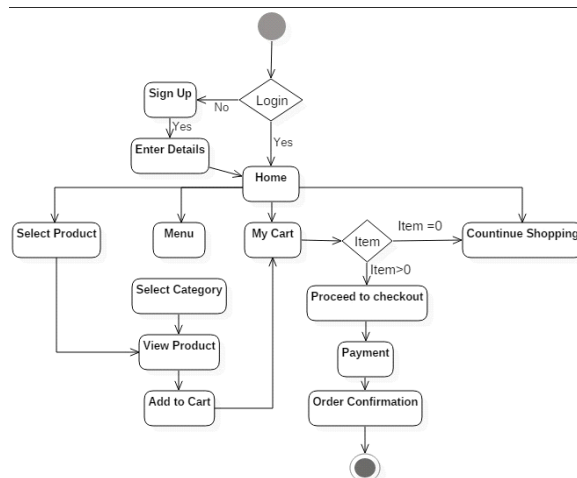 Login
Sign Up
No
Yes
Yes
Enter Details
Home
Select Product
Menu
My Cart
Item
Item =0
Countinue Shopping
Item>0
Select Category
Proceed to checkout
View Product
Payment
Add to Cart
Order Confirmation